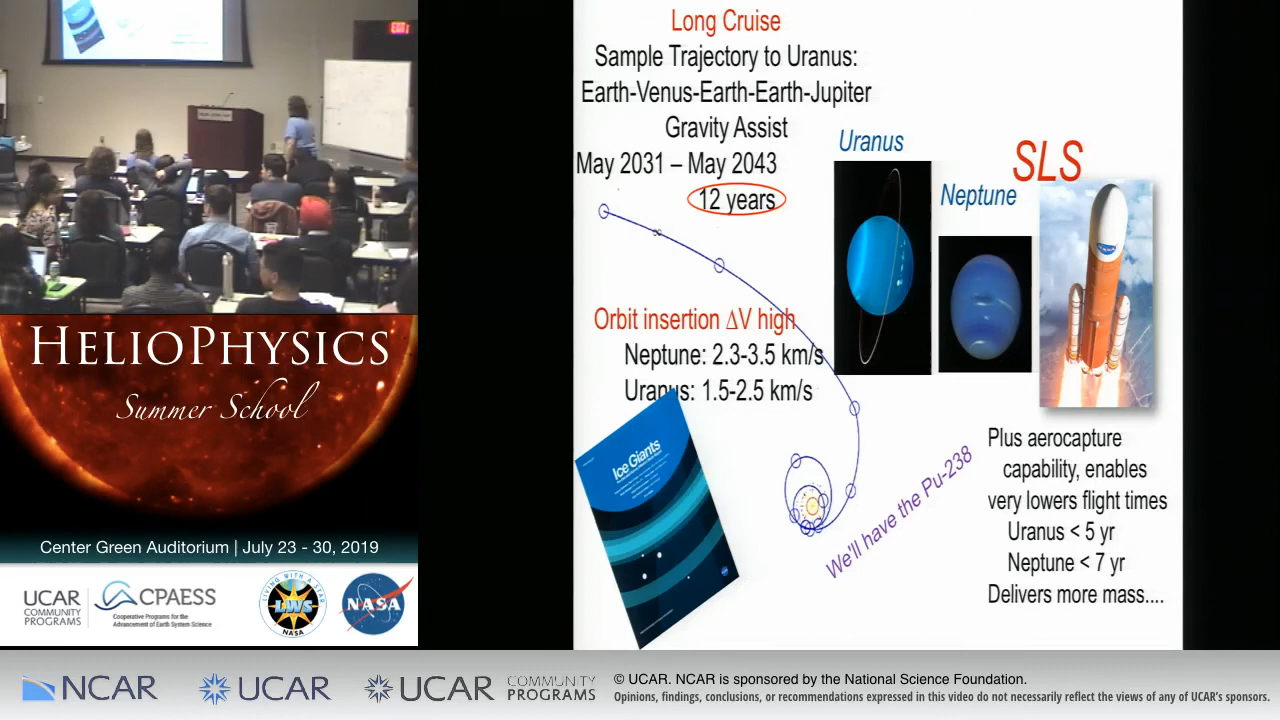 EXIT
HELIOPHYSICS
Summer School
Center Green Auditorium | July 23 - 30, 2019
UCAR
COMMUNITY
PROGRAMS
CPAESS
Cooperative Programs for the
Advancement of Earth System Science
LIVING WITH A STAR
LWS
NASA
NASA
Long Cruise
Sample Trajectory to Uranus:
Earth-Venus-Earth-Earth-Jupiter
Gravity Assist
May 2031 – May 2043
12 years
Orbit insertion ΔV high
Neptune: 2.3-3.5 km/s
Uranus: 1.5-2.5 km/s
Ice Giants
Uranus
Neptune
SLS
We'll have the Pu-238
Plus aerocapture
capability, enables
very lowers flight times
Uranus < 5 yr
Neptune < 7 yr
Delivers more mass....
NCAR
UCAR
UCAR
COMMUNITY
PROGRAMS
© UCAR. NCAR is sponsored by the National Science Foundation.
Opinions, findings, conclusions, or recommendations expressed in this video do not necessarily reflect the views of any of UCAR's sponsors.